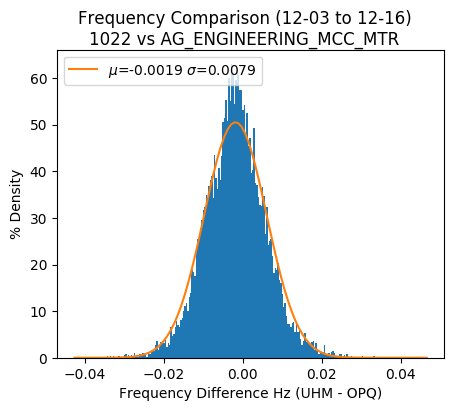 Frequency Comparison (12-03 to 12-16)
1022 vs AG_ENGINEERING_MCC_MTR
μ=-0.0019 σ=0.0079
60
50
40
30
20
10
0
% Density
−0.04 −0.02 0.00 0.02 0.04
Frequency Difference Hz (UHM - OPQ)